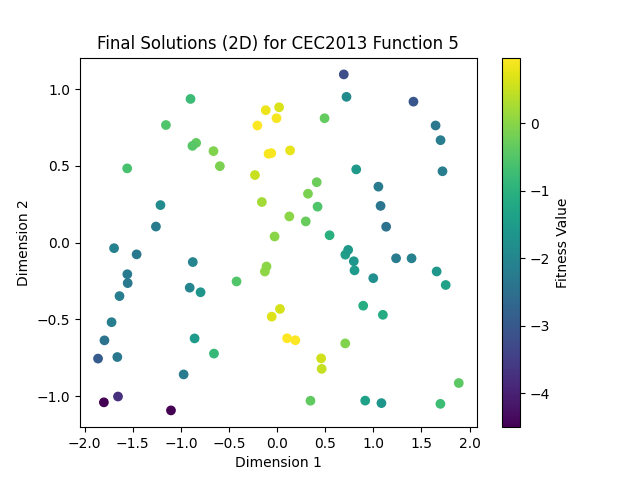 Final Solutions (2D) for CEC2013 Function 5
1.0
0.5
0.0
−0.5
−1.0
Dimension 2
−2.0 −1.5 −1.0 −0.5 0.0 0.5 1.0 1.5 2.0
Dimension 1
0
−1
−2
−3
−4
Fitness Value